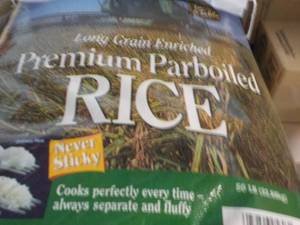 Long Grain Enriched
Premium Parboiled
RICE
Never
Sticky
Cooks perfectly every time –
always separate and fluffy